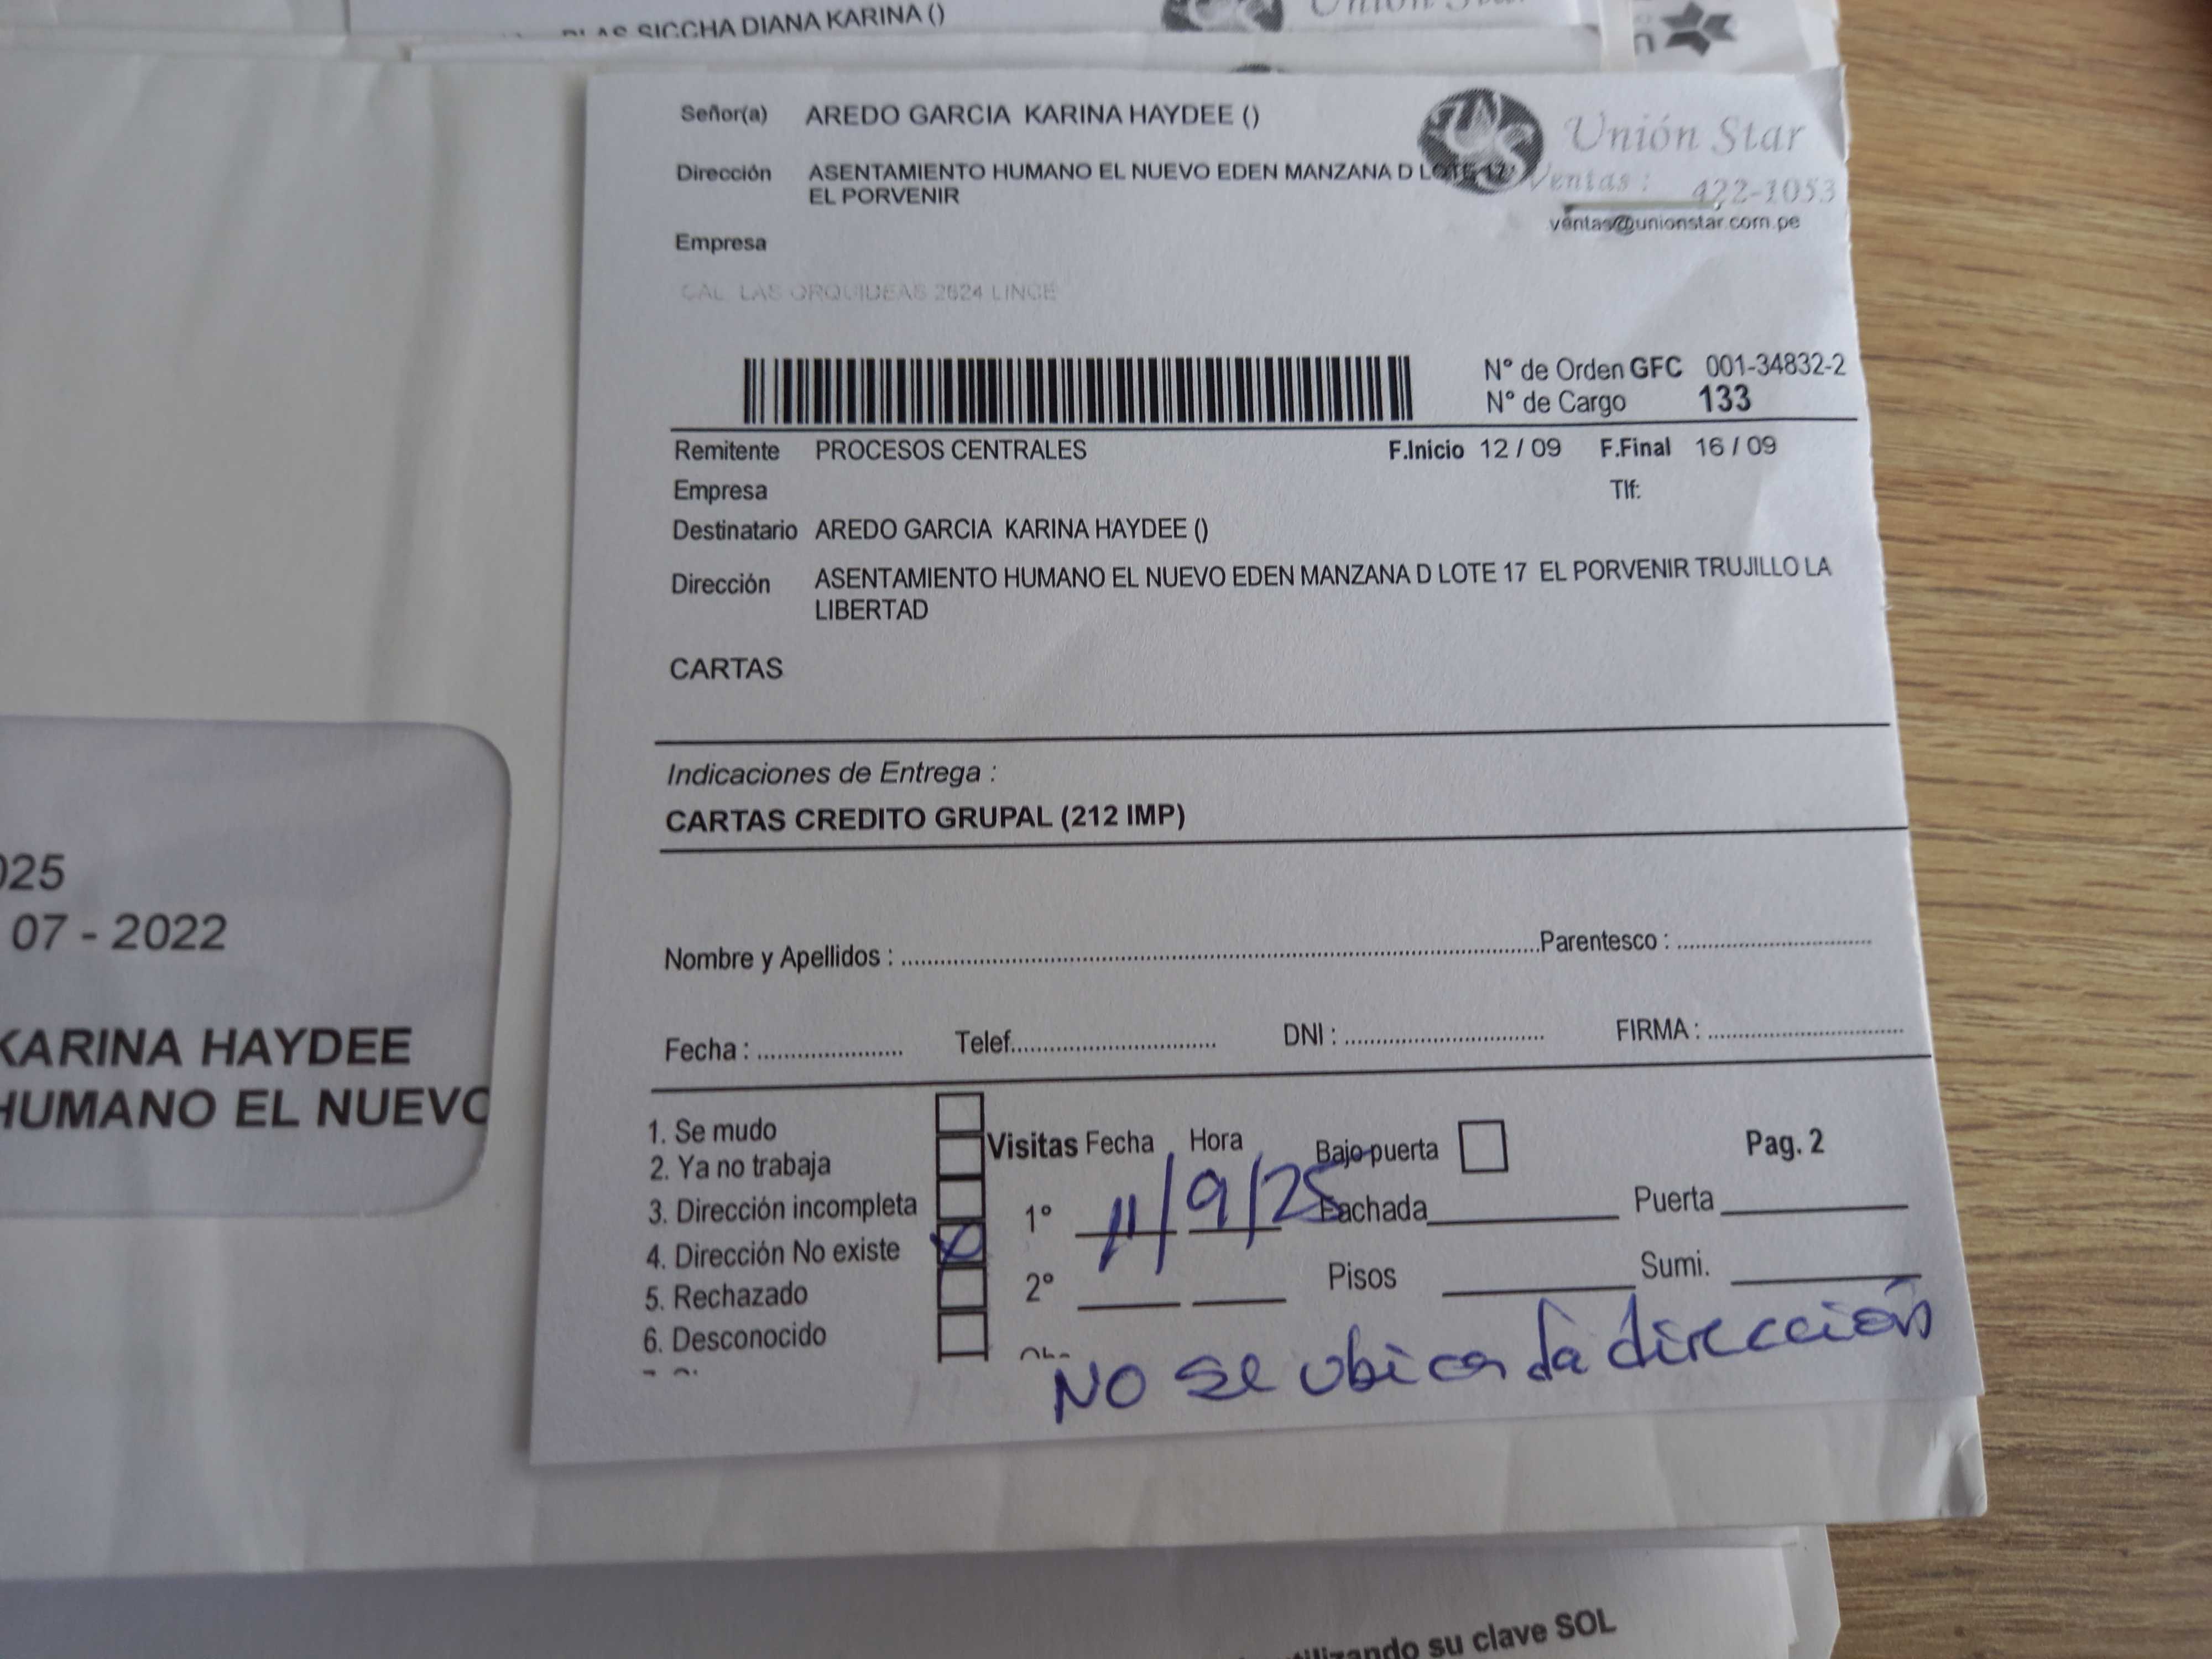 SICCHA DIANA KARINA ()
Señor(a) AREDO GARCIA KARINA HAYDEE ()
Unión Star
Dirección ASENTAMIENTO HUMANO EL NUEVO EDEN MANZANA D LOTE 17
EL PORVENIR
Ventas : 422-1053
ventas@unionstar.com.pe
Empresa
CAL LAS ORQUIDEAS 2624 LINCE
N° de Orden GFC 001-34832-2
N° de Cargo 133
Remitente PROCESOS CENTRALES F.Inicio 12 / 09 F.Final 16 / 09
Empresa Tlf:
Destinatario AREDO GARCIA KARINA HAYDEE ()
Dirección ASENTAMIENTO HUMANO EL NUEVO EDEN MANZANA D LOTE 17 EL PORVENIR TRUJILLO LA
LIBERTAD
CARTAS
Indicaciones de Entrega :
CARTAS CREDITO GRUPAL (212 IMP)
025
07 - 2022
KARINA HAYDEE
HUMANO EL NUEVO
Nombre y Apellidos : Parentesco :
Fecha : Telef. DNI : FIRMA :
1. Se mudo
2. Ya no trabaja
3. Dirección incompleta
4. Dirección No existe
5. Rechazado
6. Desconocido
Visitas Fecha Hora Bajo puerta Pag. 2
1° 11/9/25 Fachada Puerta
2° Pisos Sumi.
NO se ubica la dirección
utilizando su clave SOL